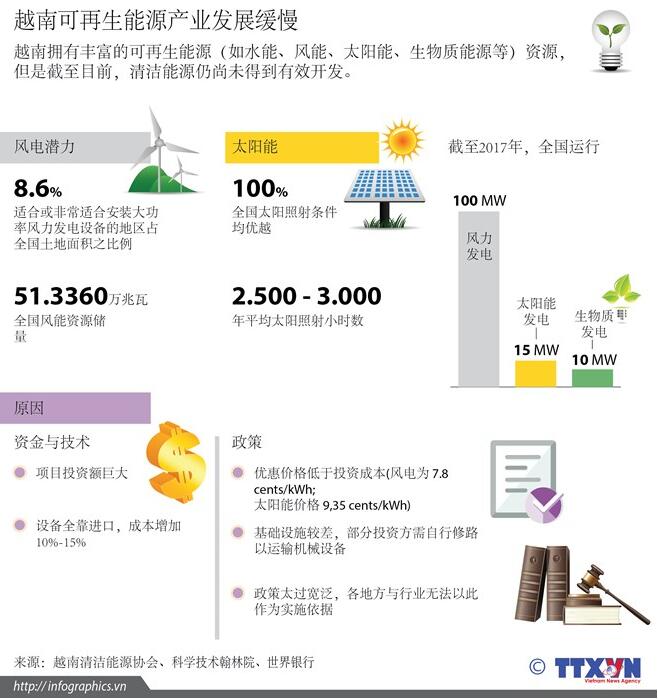 越南可再生能源产业发展缓慢
越南拥有丰富的可再生能源（如水能、风能、太阳能、生物质能源等）资源，
但是截至目前，清洁能源仍尚未得到有效开发。
风电潜力
8.6%
适合或非常适合安装大功
率风力发电设备的地区占
全国土地面积之比例
51.3360万兆瓦
全国风能资源储
量
太阳能
100%
全国太阳照射条件
均优越
2.500 - 3.000
年平均太阳照射小时数
截至2017年，全国运行
100 MW
风力
发电
太阳能
发电
15 MW
生物质
发电
10 MW
原因
资金与技术
项目投资额巨大
设备全靠进口，成本增加
10%-15%
政策
优惠价格低于投资成本(风电为 7.8
cents/kWh;
太阳能价格 9,35 cents/kWh)
基础设施较差，部分投资方需自行修路
以运输机械设备
政策太过宽泛，各地方与行业无法以此
作为实施依据
来源：越南清洁能源协会、科学技术翰林院、世界银行
http://infographics.vn
© TTXVN
Vietnam News Agency